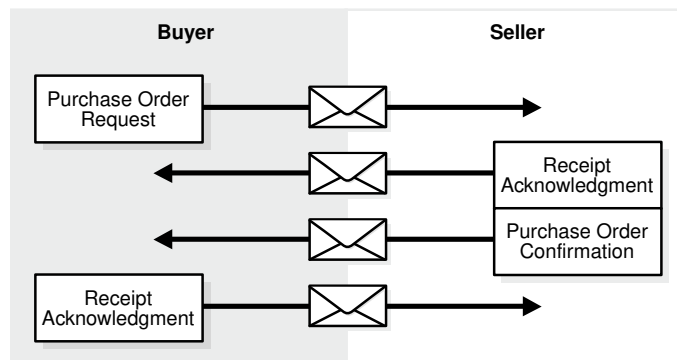 Buyer
Seller
Purchase Order
Request
Receipt
Acknowledgment
Purchase Order
Confirmation
Receipt
Acknowledgment